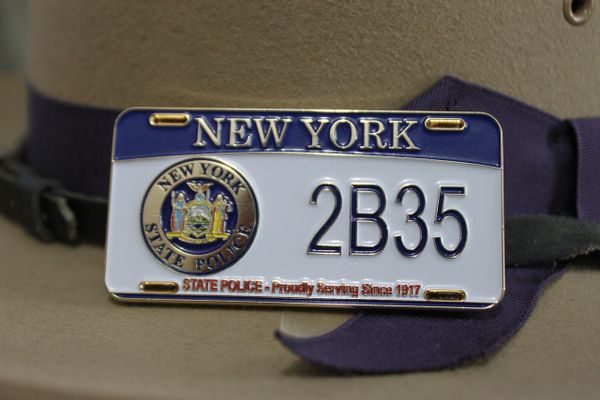 NEW YORK
NEW YORK
STATE POLICE
2B35
STATE POLICE - Proudly Serving Since 1917